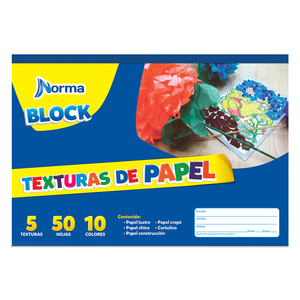 Norma
BLOCK
TEXTURAS DE PAPEL
5 TEXTURAS
50 HOJAS
10 COLORES
Contenido:
• Papel lustre • Papel crepé
• Papel china • Cartulina
• Papel construcción